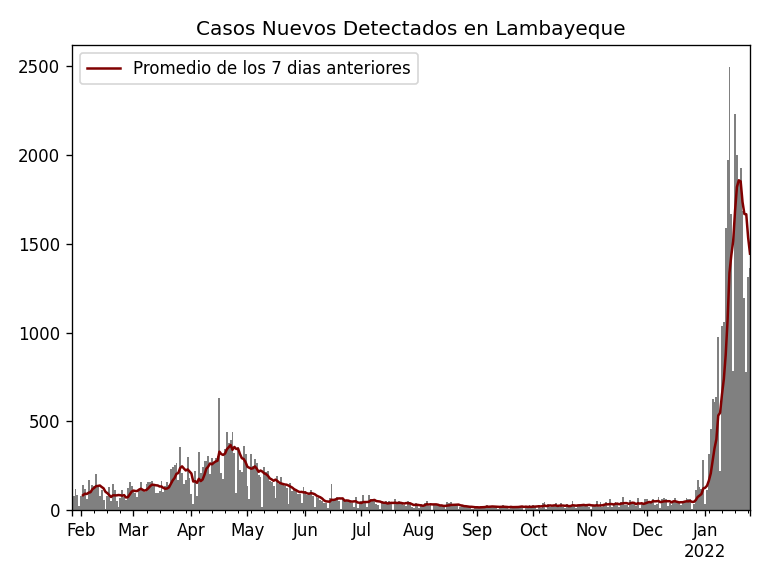 Casos Nuevos Detectados en Lambayeque
Promedio de los 7 dias anteriores
2500
2000
1500
1000
500
0
Feb Mar Apr May Jun Jul Aug Sep Oct Nov Dec Jan
2022